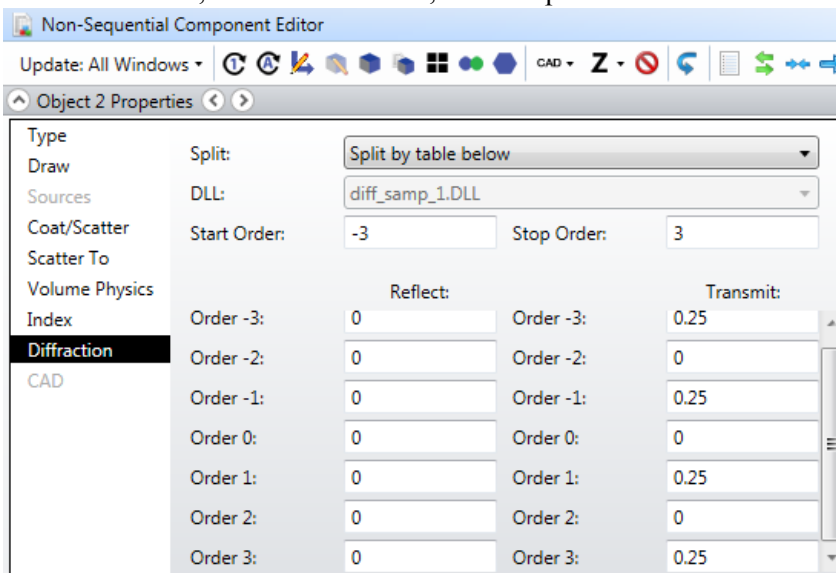 Non-Sequential Component Editor
Update: All Windows CAD Z
Object 2 Properties
Type
Draw
Sources
Coat/Scatter
Scatter To
Volume Physics
Index
Diffraction
CAD
Split: Split by table below
DLL: diff_samp_1.DLL
Start Order: -3 Stop Order: 3
Reflect: Transmit:
Order -3: 0 Order -3: 0.25
Order -2: 0 Order -2: 0
Order -1: 0 Order -1: 0.25
Order 0: 0 Order 0: 0
Order 1: 0 Order 1: 0.25
Order 2: 0 Order 2: 0
Order 3: 0 Order 3: 0.25